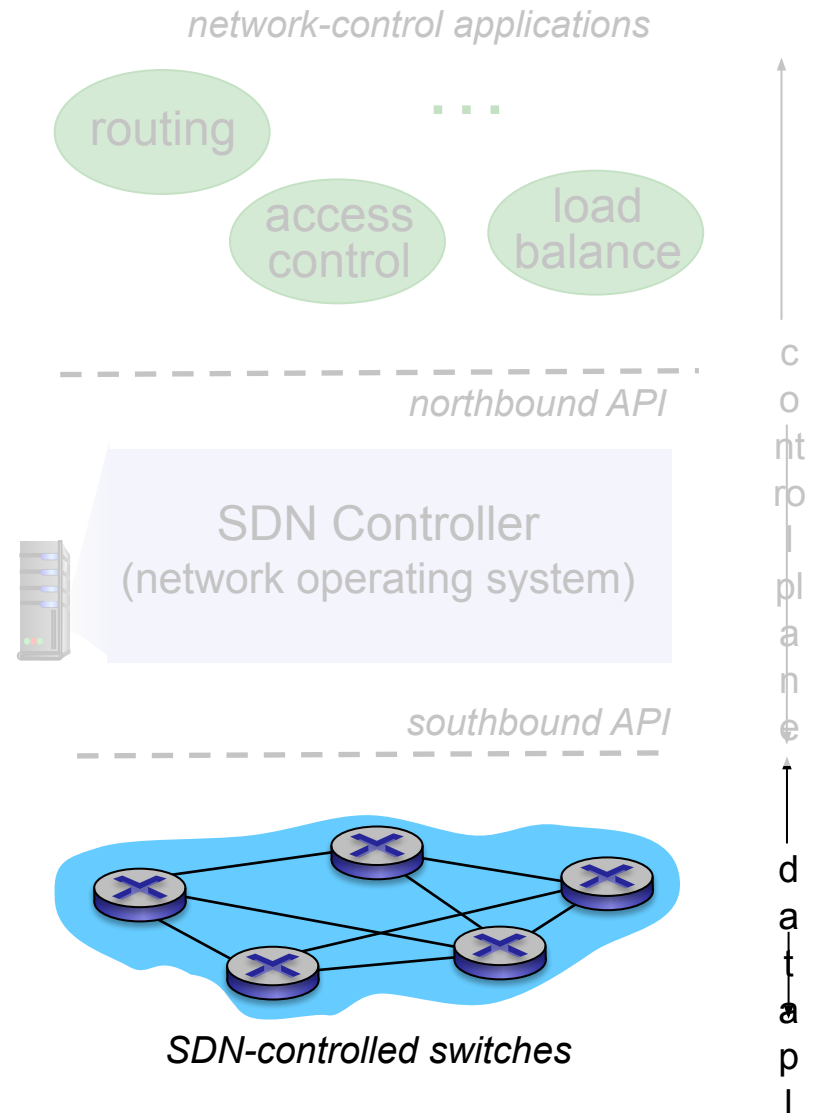 network-control applications
routing
. . .
access
control
load
balance
northbound API
SDN Controller
(network operating system)
southbound API
SDN-controlled switches
c
o
nt
ro
l
pl
a
n
e
d
a
t
a
p
l